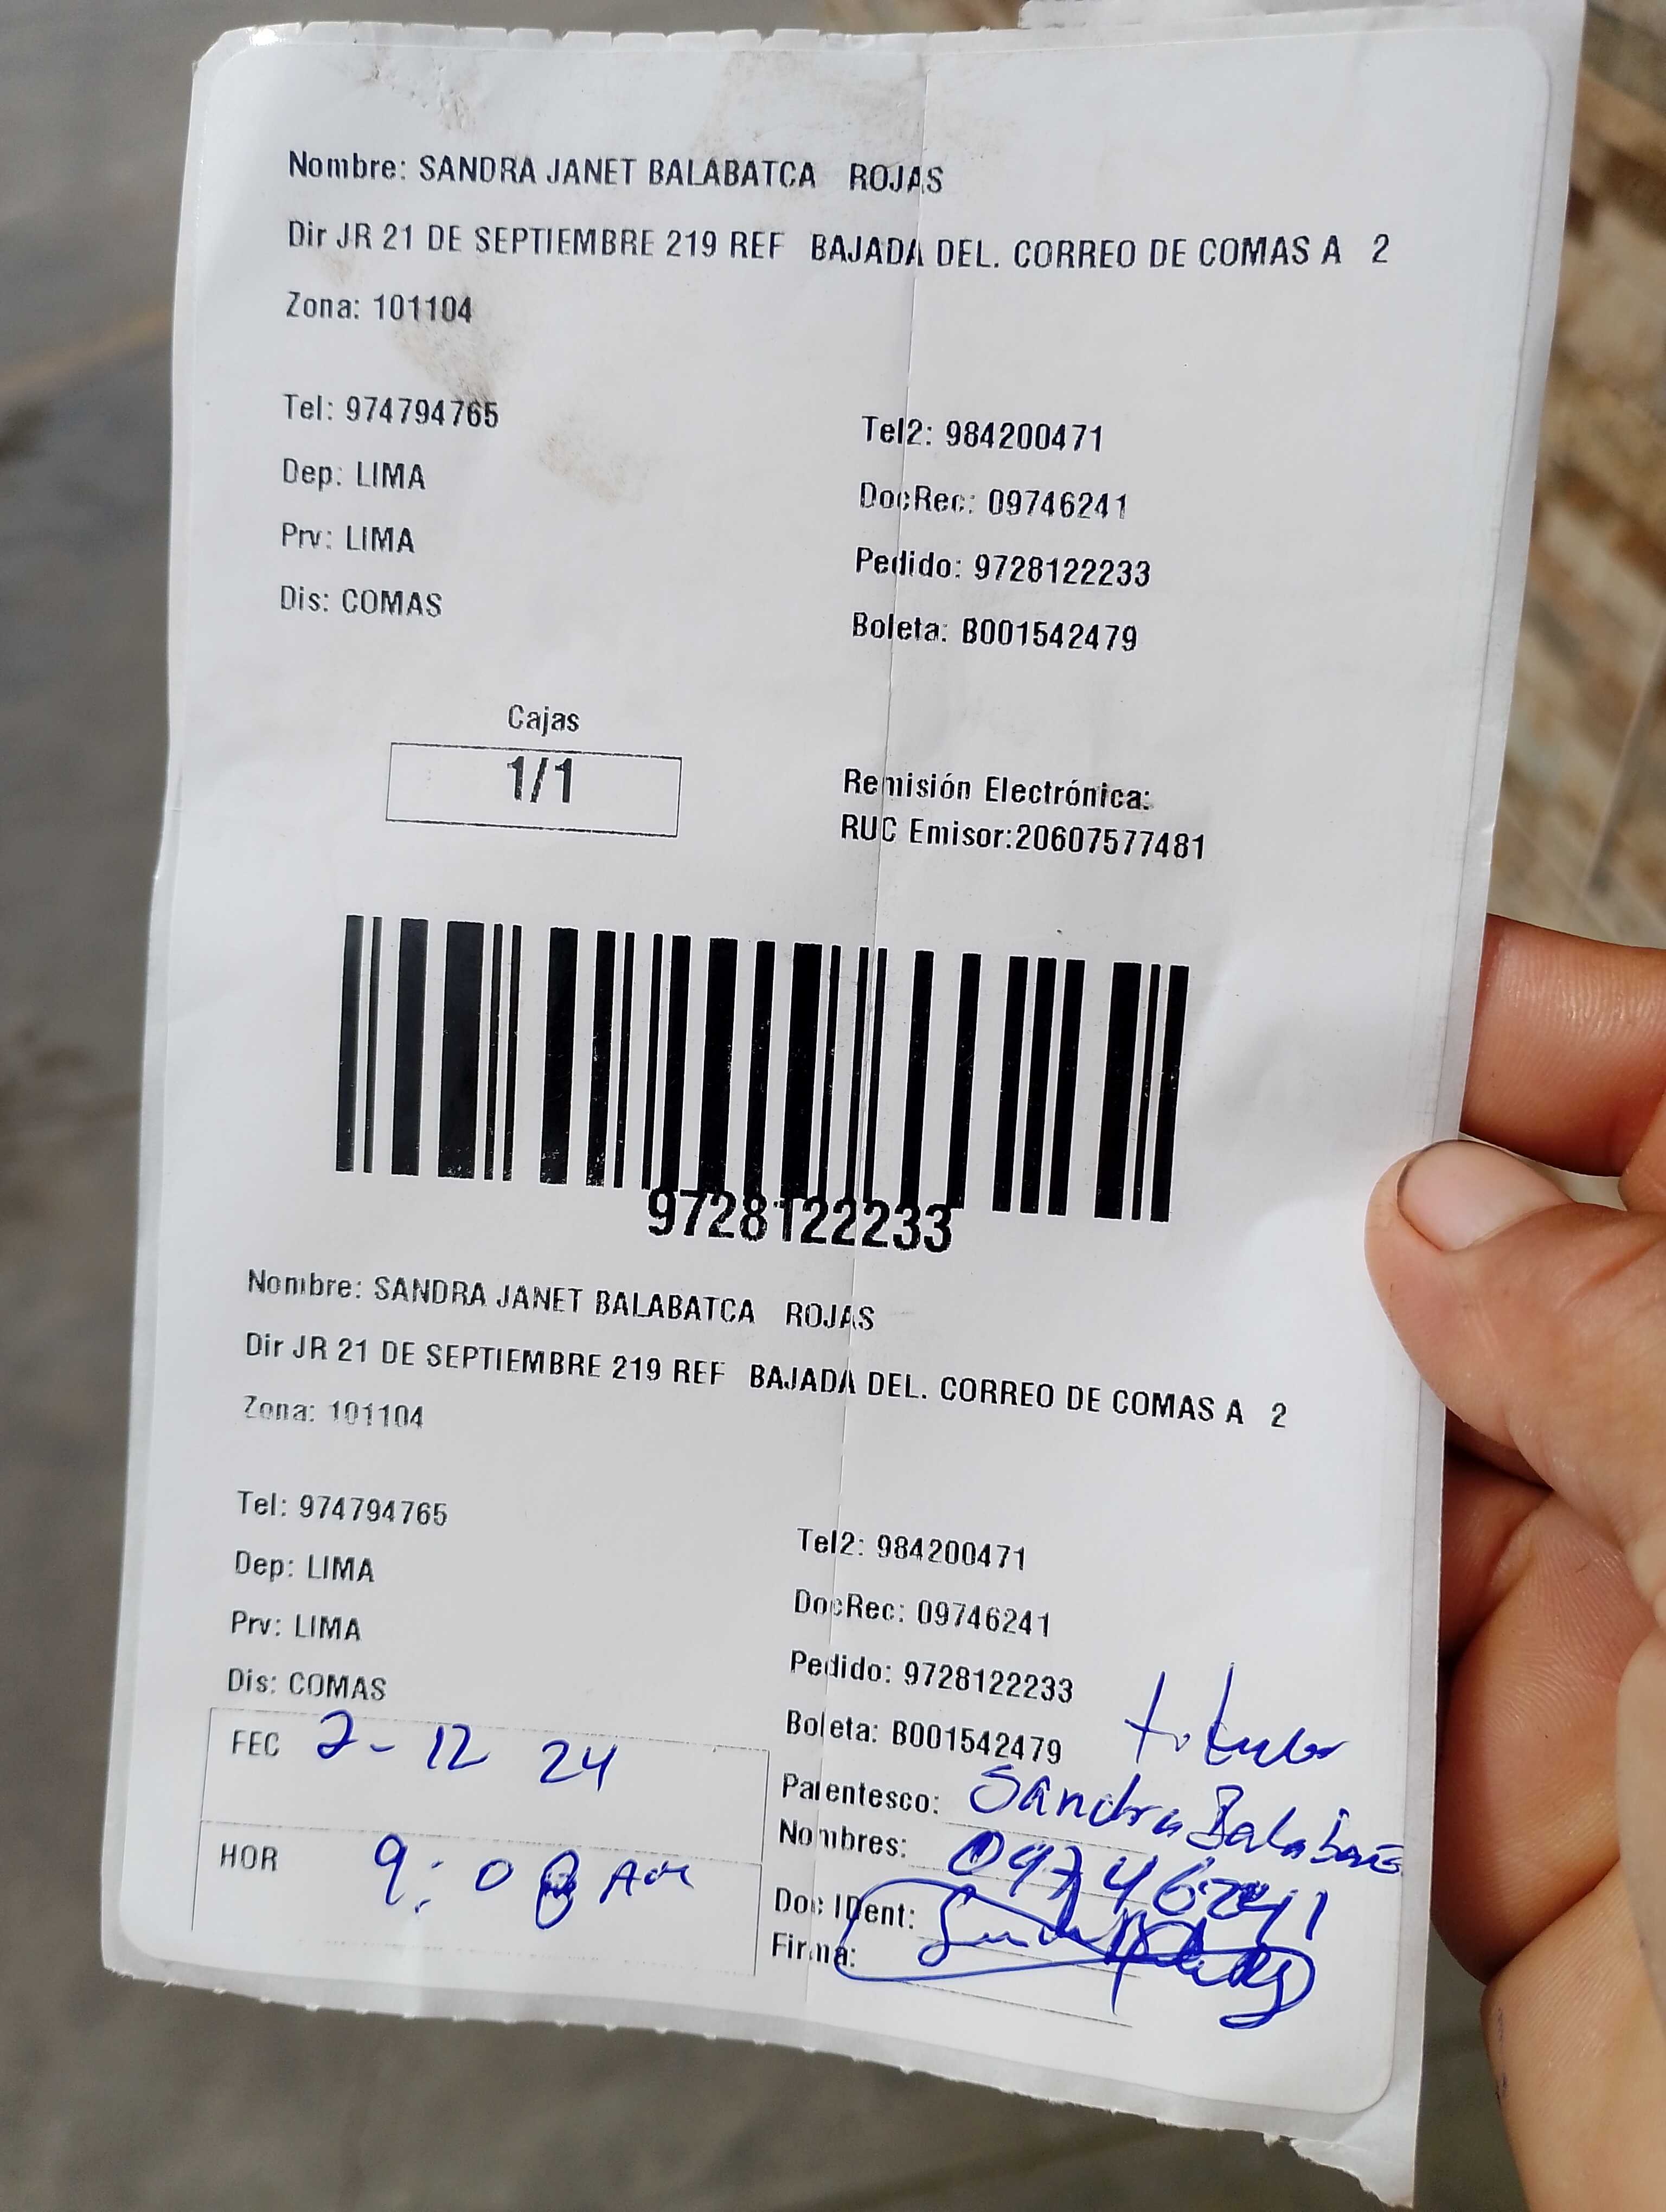 Nombre: SANDRA JANET BALABATCA ROJAS
Dir JR 21 DE SEPTIEMBRE 219 REF BAJADA DEL. CORREO DE COMAS A 2
Zona: 101104
Tel: 974794765
Tel2: 984200471
Dep: LIMA
DocRec: 09746241
Prv: LIMA
Pedido: 9728122233
Dis: COMAS
Boleta: B001542479
Cajas
1/1
Remisión Electrónica:
RUC Emisor:20607577481
9728122233
Nombre: SANDRA JANET BALABATCA ROJAS
Dir JR 21 DE SEPTIEMBRE 219 REF BAJADA DEL. CORREO DE COMAS A 2
Zona: 101104
Tel: 974794765
Tel2: 984200471
Dep: LIMA
DocRec: 09746241
Prv: LIMA
Pedido: 9728122233
Dis: COMAS
Boleta: B001542479
FEC 2-12 24
HOR 9:08 AM
Parentesco: titular
Nombres: Sandra
Doc IDent: 09746241
Firma: